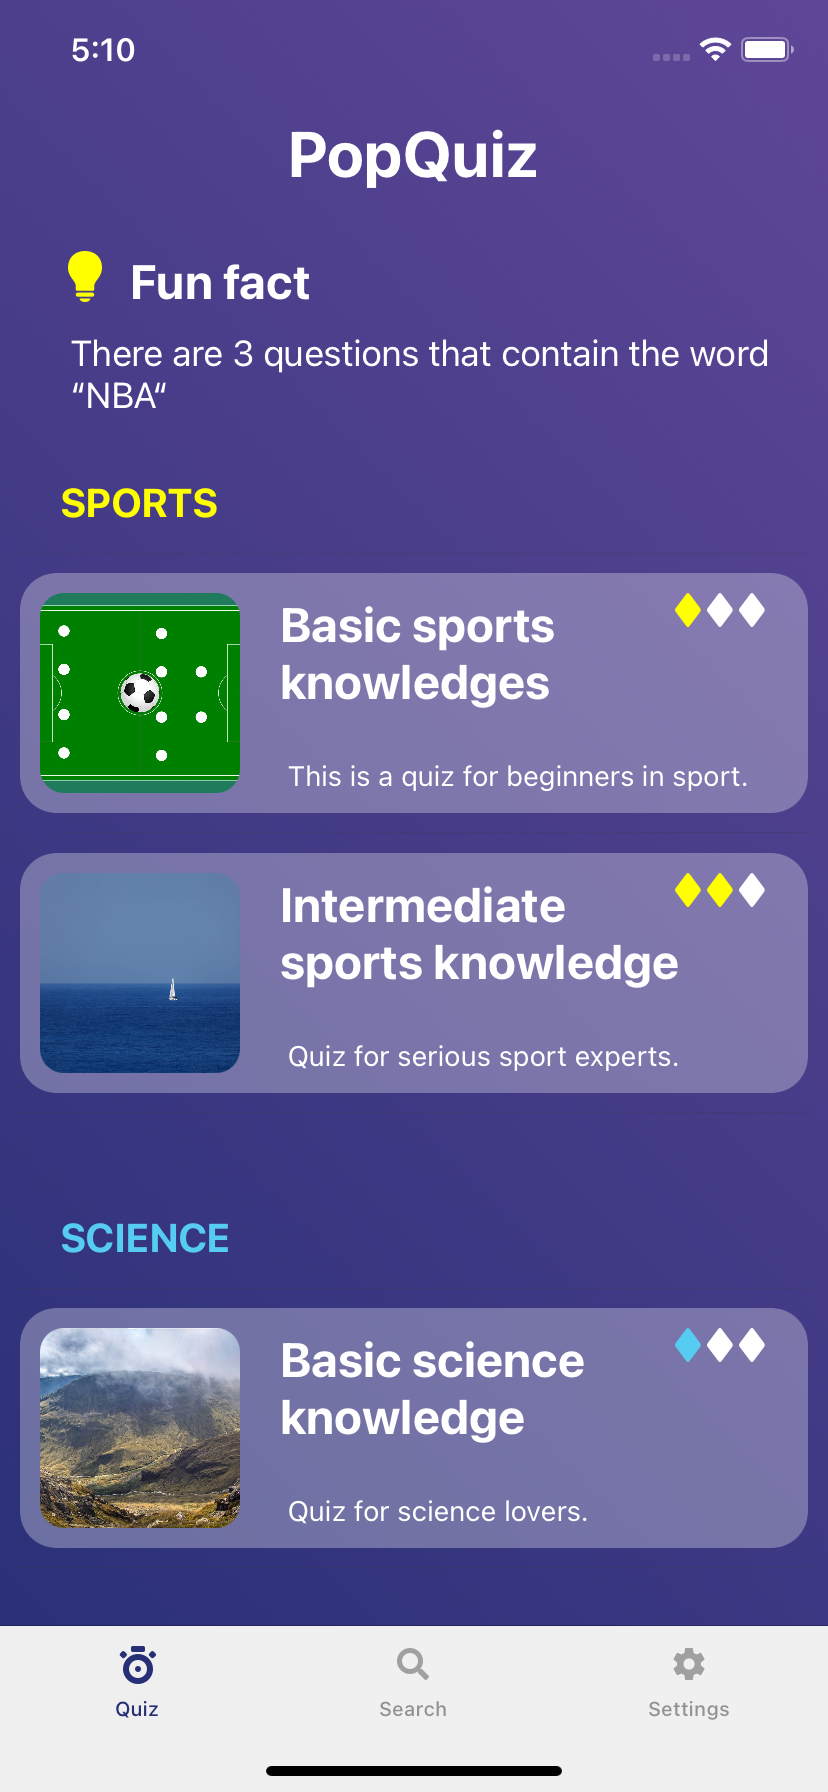 5:10
PopQuiz
Fun fact
There are 3 questions that contain the word
“NBA“
SPORTS
Basic sports
knowledges
This is a quiz for beginners in sport.
Intermediate
sports knowledge
Quiz for serious sport experts.
SCIENCE
Basic science
knowledge
Quiz for science lovers.
Quiz
Search
Settings